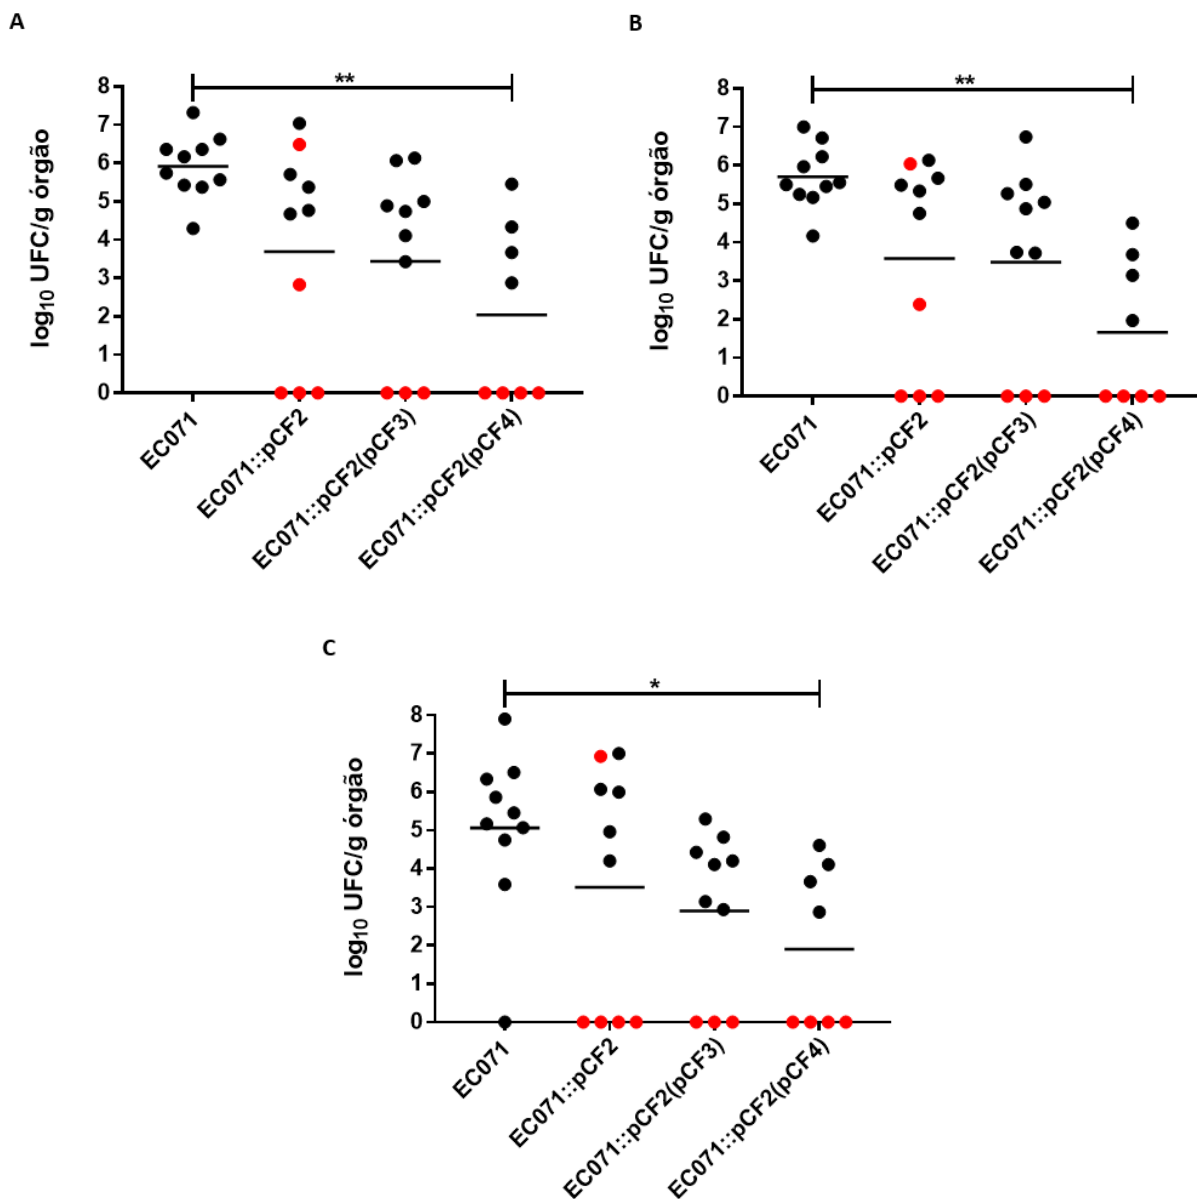 A
**
8
7
6
5
4
3
2
1
0
log₁₀ UFC/g órgão
EC071
EC071::pCF2
EC071::pCF2(pCF3)
EC071::pCF2(pCF4)
B
**
8
7
6
5
4
3
2
1
0
log₁₀ UFC/g órgão
EC071
EC071::pCF2
EC071::pCF2(pCF3)
EC071::pCF2(pCF4)
C
*
8
7
6
5
4
3
2
1
0
log₁₀ UFC/g órgão
EC071
EC071::pCF2
EC071::pCF2(pCF3)
EC071::pCF2(pCF4)